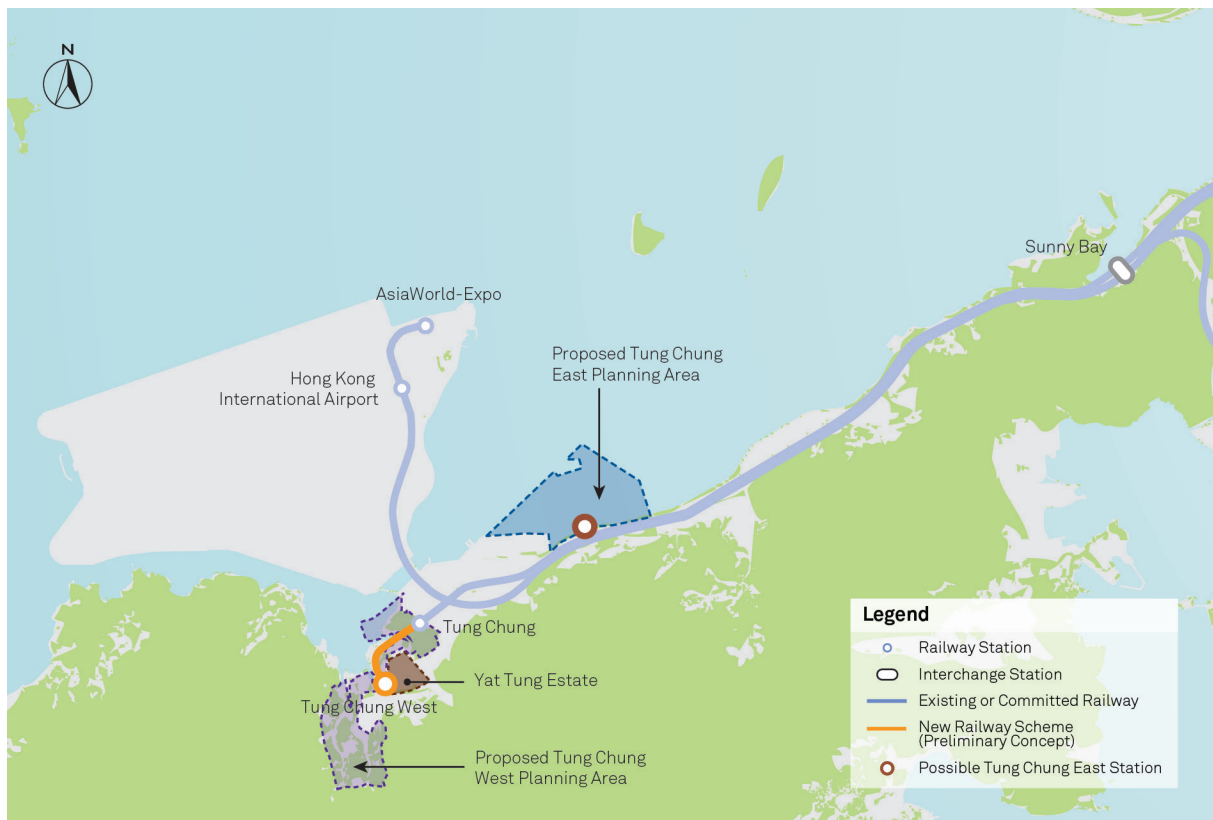 N
Sunny Bay
AsiaWorld-Expo
Proposed Tung Chung
East Planning Area
Hong Kong
International Airport
Tung Chung
Yat Tung Estate
Tung Chung West
Proposed Tung Chung
West Planning Area
Legend
Railway Station
Interchange Station
Existing or Committed Railway
New Railway Scheme
(Preliminary Concept)
Possible Tung Chung East Station